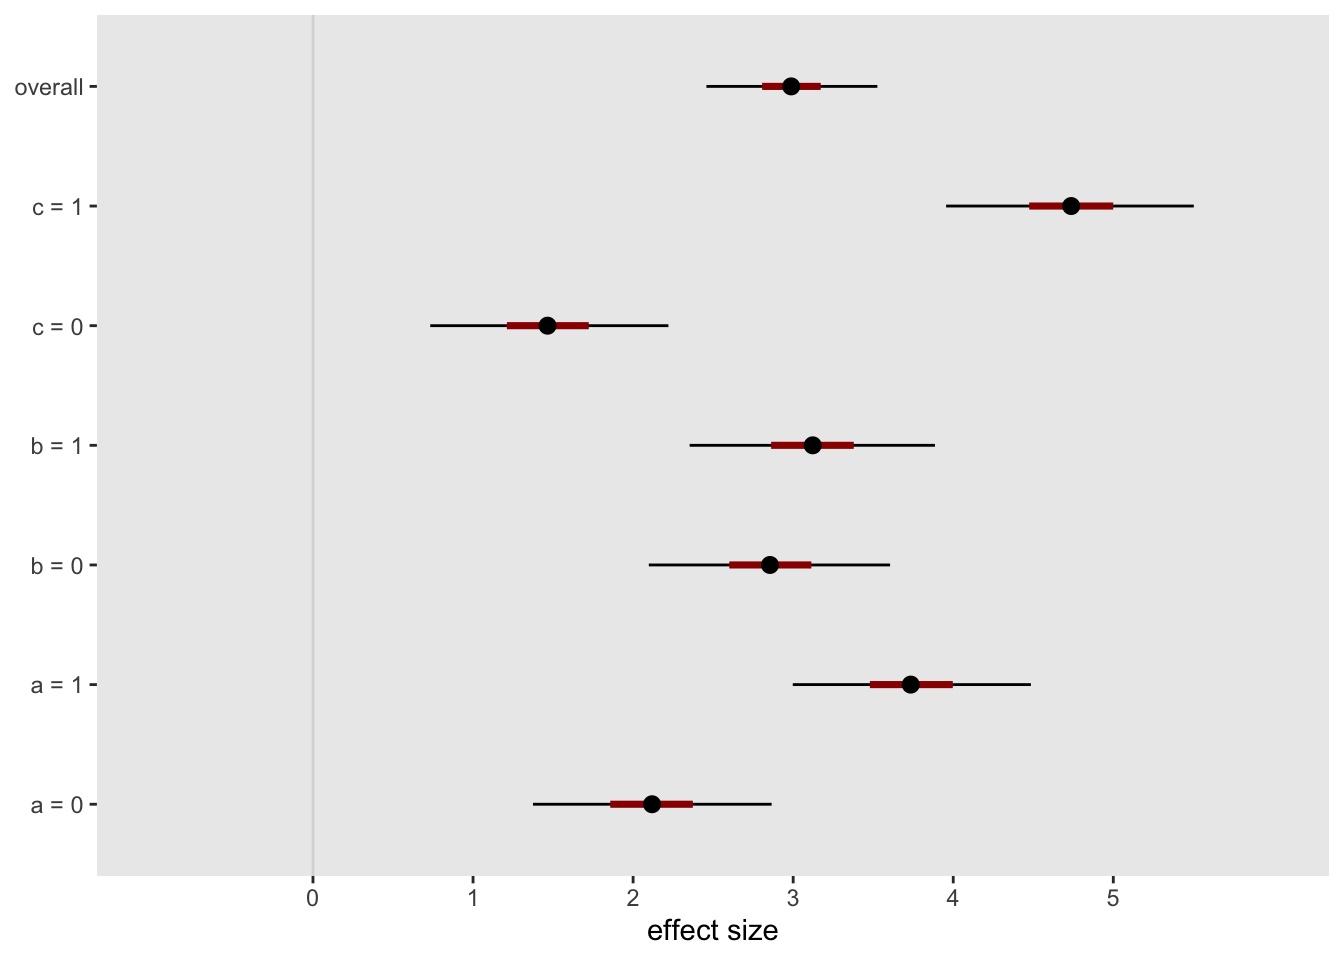 overall
c = 1
c = 0
b = 1
b = 0
a = 1
a = 0
0 1 2 3 4 5
effect size